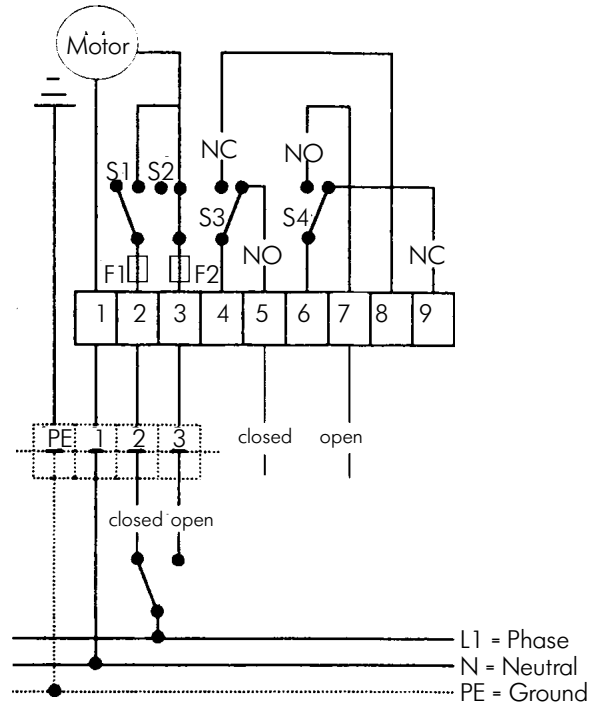 Motor
NC
NO
S1 S2
S3
S4
NO
NC
F1 F2
1 2 3 4 5 6 7 8 9
PE 1 2 3
closed open
closed open
L1 = Phase
N = Neutral
PE = Ground